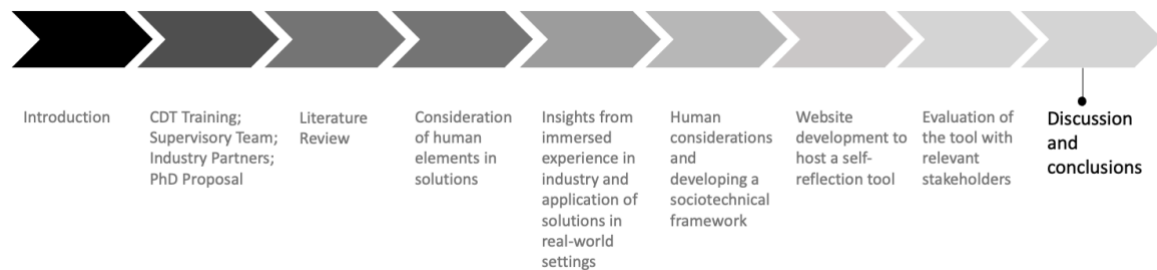 Introduction
CDT Training;
Supervisory Team;
Industry Partners;
PhD Proposal
Literature
Review
Consideration
of human
elements in
solutions
Insights from
immersed
experience in
industry and
application of
solutions in
real-world
settings
Human
considerations
and
developing a
sociotechnical
framework
Website
development to
host a self-
reflection tool
Evaluation of
the tool with
relevant
stakeholders
Discussion
and
conclusions